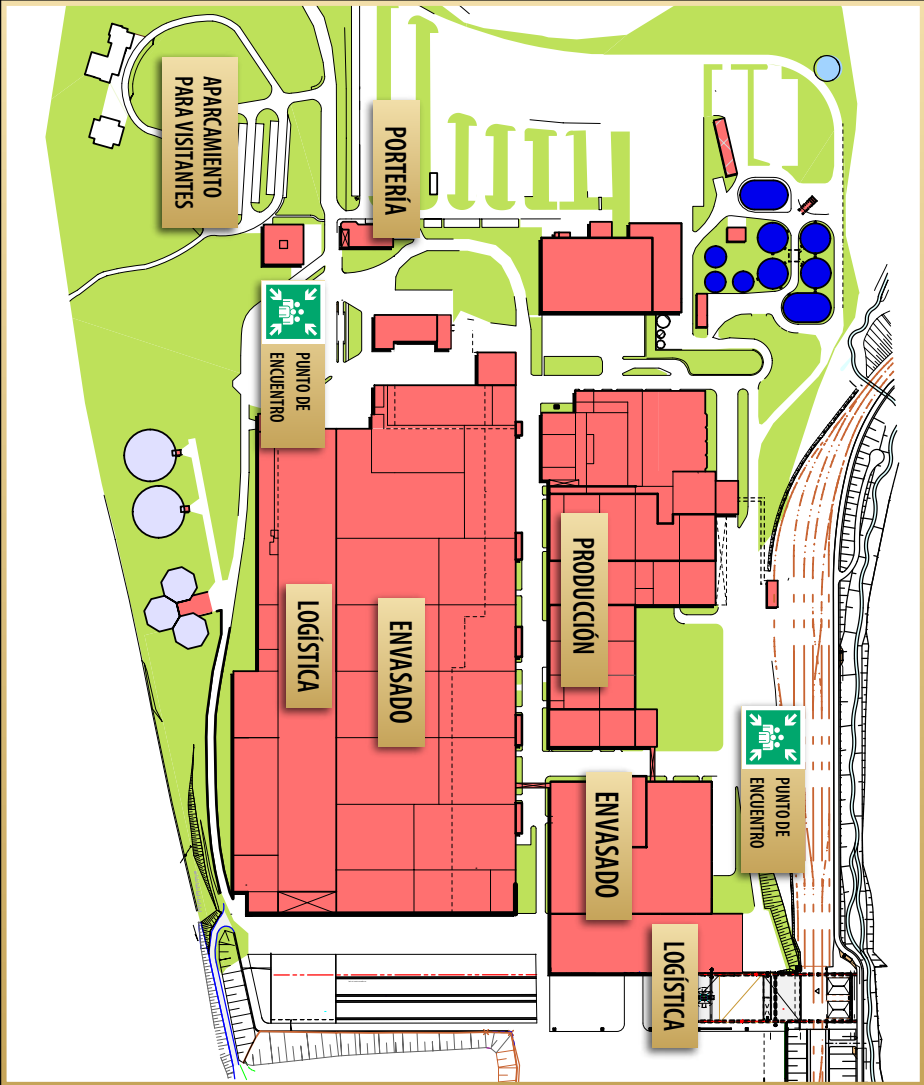 APARCAMIENTO
PARA VISITANTES
PORTERÍA
PUNTO DE
ENCUENTRO
PRODUCCIÓN
LOGÍSTICA
ENVASADO
PUNTO DE
ENCUENTRO
ENVASADO
LOGÍSTICA